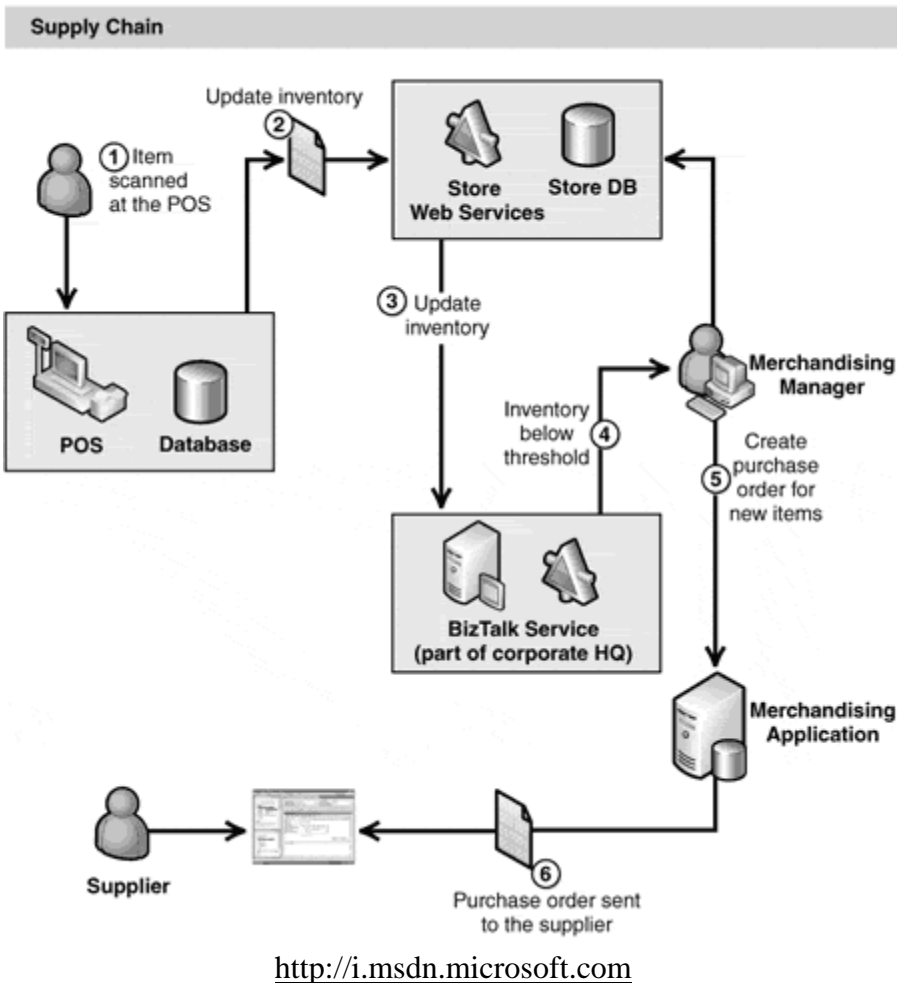 Supply Chain
Update inventory
2
1 Item
scanned
at the POS
Store
Web Services
Store DB
3 Update
inventory
POS
Database
Merchandising
Manager
Inventory
below
threshold
4
Create
purchase
order for
new items
5
BizTalk Service
(part of corporate HQ)
Merchandising
Application
Supplier
6
Purchase order sent
to the supplier
http://i.msdn.microsoft.com